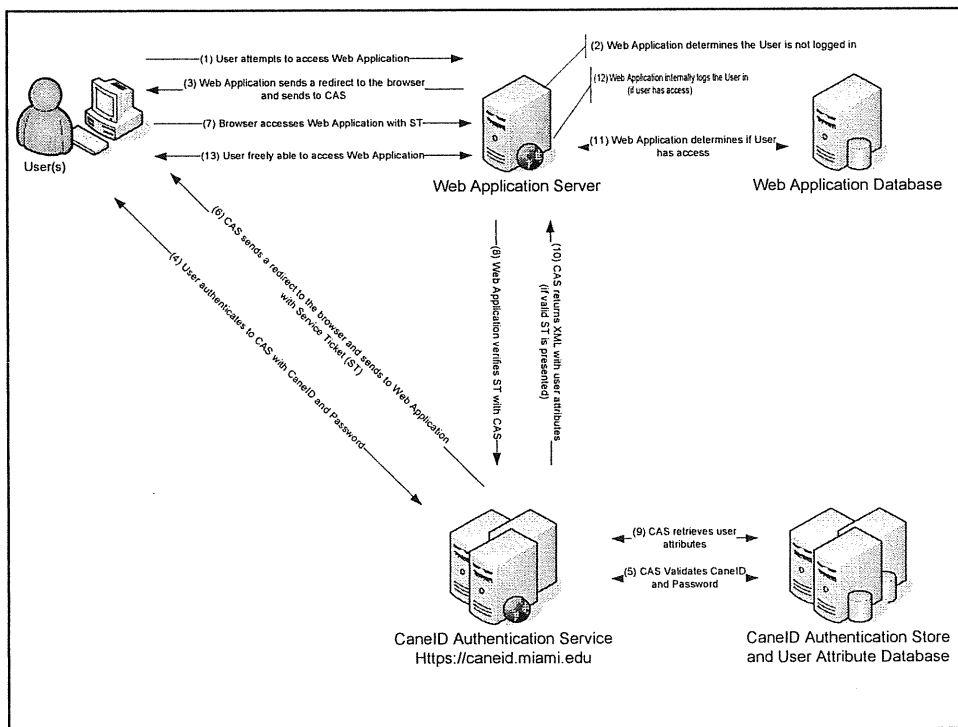 (1) User attempts to access Web Application
(2) Web Application determines the User is not logged in
(3) Web Application sends a redirect to the browser
and sends to CAS
(12) Web Application internally logs the User in
(if user has access)
(7) Browser accesses Web Application with ST
(11) Web Application determines if User
has access
(13) User freely able to access Web Application
User(s)
Web Application Server
Web Application Database
(6) CAS sends a redirect to the browser and sends to Web Application
with Service Ticket (ST)
(4) User authenticates to CAS with CaneID and Password
(8) Web Application verifies ST with CAS
(10) CAS returns XML with user attributes
(if valid ST is presented)
(9) CAS retrieves user
attributes
(5) CAS Validates CaneID
and Password
CaneID Authentication Service
Https://caneid.miami.edu
CaneID Authentication Store
and User Attribute Database